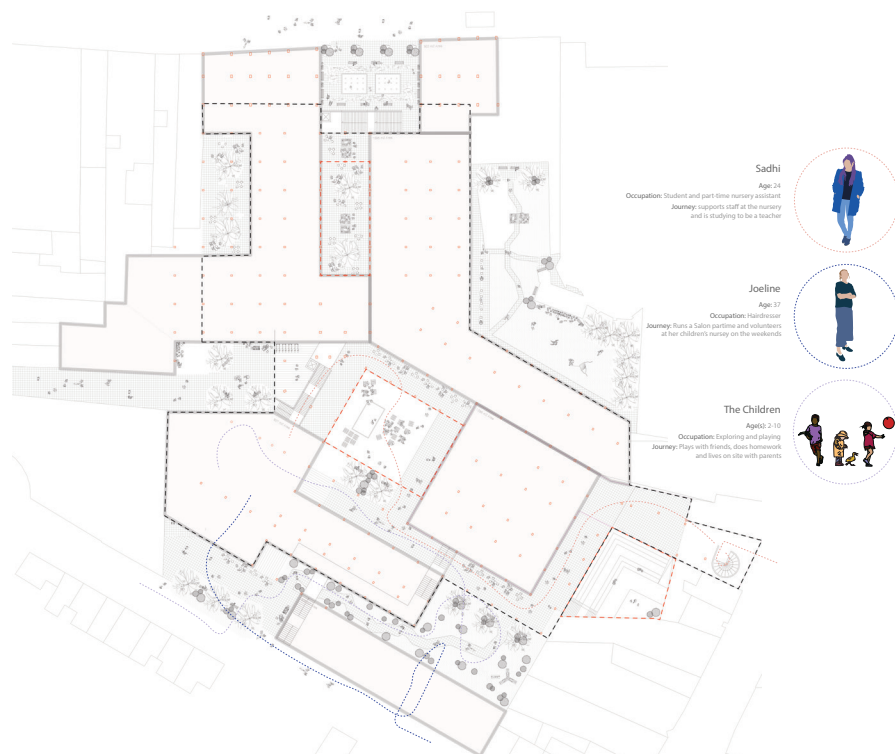 Sadhi
Age: 24
Occupation: Student and part-time nursery assistant
Journey: supports staff at the nursery
and is studying to be a teacher
Joeline
Age: 37
Occupation: Hairdresser
Journey: Runs a Salon partime and volunteers
at her children's nursey on the weekends
The Children
Age(s): 2-10
Occupation: Exploring and playing
Journey: Plays with friends, does homework
and lives on site with parents